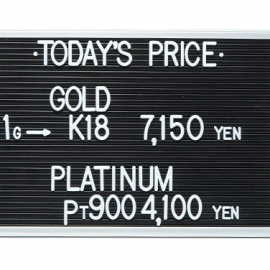 ·TODAY'S PRICE·
GOLD
1G→ K18 7,150 YEN
PLATINUM
PT900 4,100 YEN